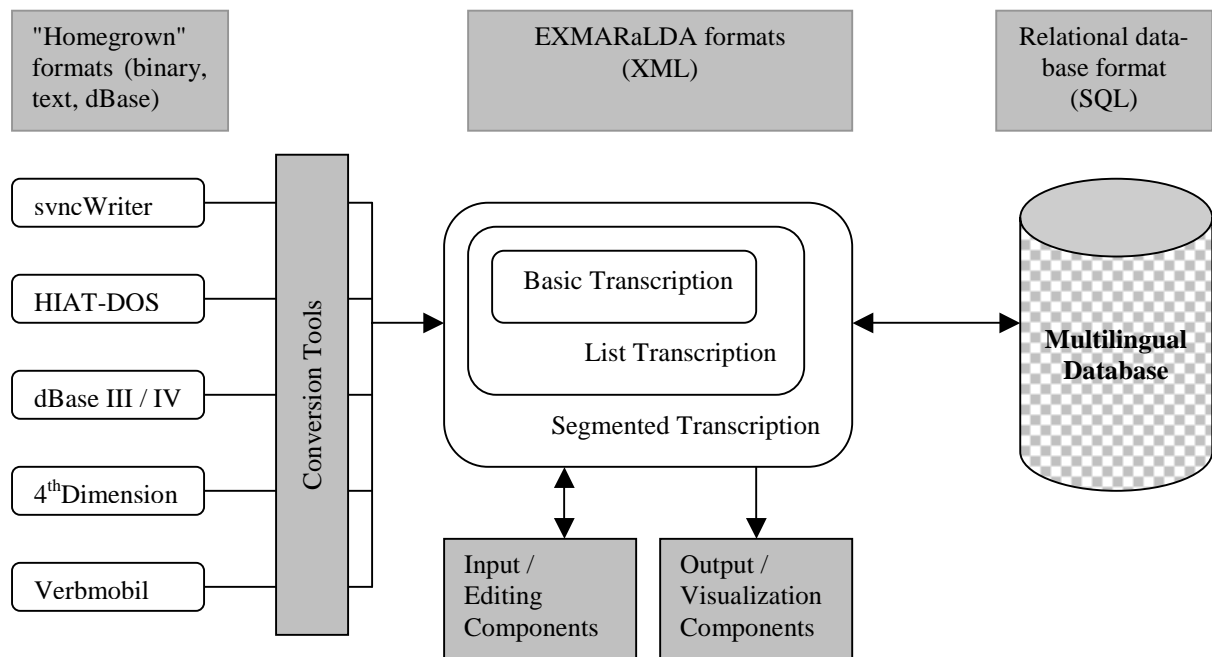 "Homegrown"
formats (binary,
text, dBase)
EXMARaLDA formats
(XML)
Relational data-
base format
(SQL)
svncWriter
HIAT-DOS
dBase III / IV
4thDimension
Verbmobil
Conversion Tools
Basic Transcription
List Transcription
Segmented Transcription
Multilingual
Database
Input /
Editing
Components
Output /
Visualization
Components